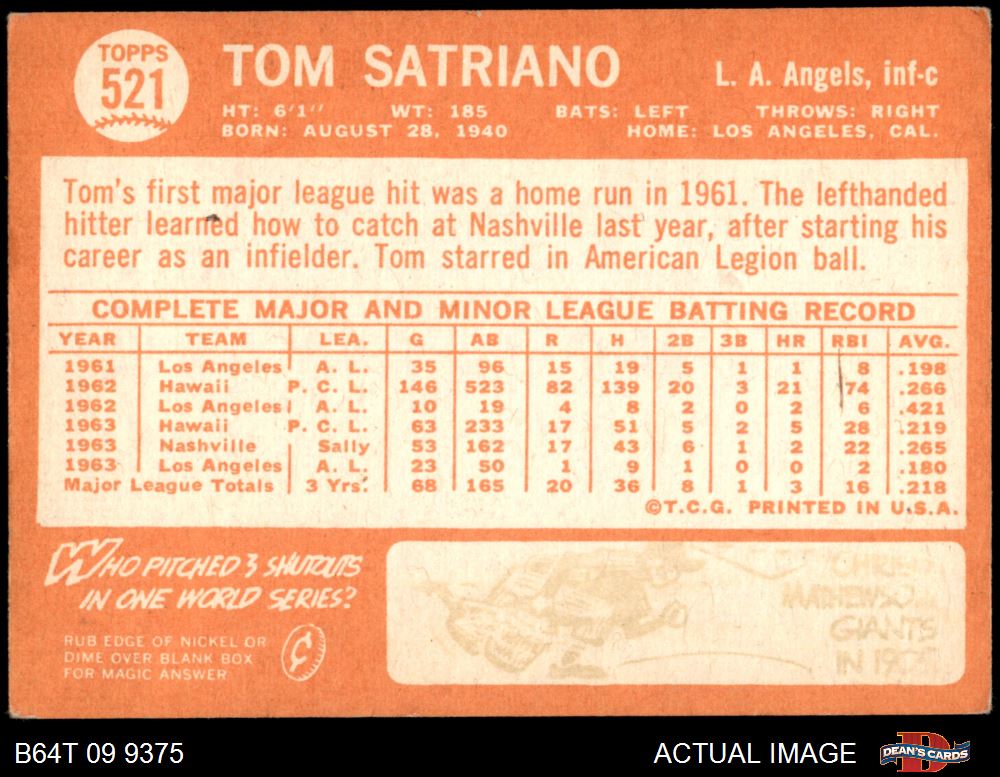 TOPPS
521
TOM SATRIANO
L. A. Angels, inf-c
HT: 6'1'' WT: 185 BATS: LEFT THROWS: RIGHT
BORN: AUGUST 28, 1940 HOME: LOS ANGELES, CAL.
Tom's first major league hit was a home run in 1961. The lefthanded
hitter learned how to catch at Nashville last year, after starting his
career as an infielder. Tom starred in American Legion ball.
COMPLETE MAJOR AND MINOR LEAGUE BATTING RECORD
YEAR TEAM LEA. G AB R H 2B 3B HR RBI AVG.
1961 Los Angeles A. L. 35 96 15 19 5 1 1 8 .198
1962 Hawaii P. C. L. 146 523 82 139 20 3 21 74 .266
1962 Los Angeles A. L. 10 19 4 8 2 0 2 6 .421
1963 Hawaii P. C. L. 63 233 17 51 5 2 5 28 .219
1963 Nashville Sally 53 162 17 43 6 1 2 22 .265
1963 Los Angeles A. L. 23 50 1 9 1 0 0 2 .180
Major League Totals 3 Yrs. 68 165 20 36 8 1 3 16 .218
©T.C.G. PRINTED IN U.S.A.
WHO PITCHED 3 SHUTOUTS
IN ONE WORLD SERIES?
RUB EDGE OF NICKEL OR
DIME OVER BLANK BOX
FOR MAGIC ANSWER
¢
GIANTS
IN
B64T 09 9375
ACTUAL IMAGE
DEAN'S CARDS